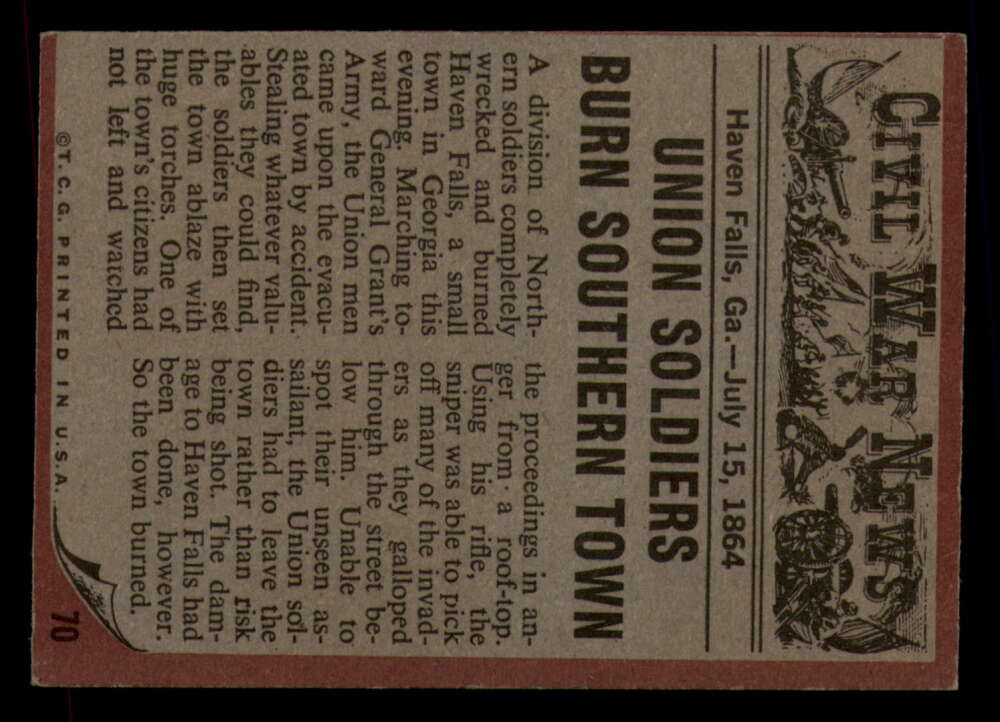 CIVIL WAR NEWS
Haven Falls, Ga.—July 15, 1864
UNION SOLDIERS
BURN SOUTHERN TOWN
A division of North-
ern soldiers completely
wrecked and burned
Haven Falls, a small
town in Georgia this
evening. Marching to-
ward General Grant's
Army, the Union men
came upon the evacu-
ated town by accident.
Stealing whatever valu-
ables they could find,
the soldiers then set
the town ablaze with
huge torches. One of
the town's citizens had
not left and watched
the proceedings in an-
ger from a roof-top.
Using his rifle, the
sniper was able to pick
off many of the invad-
ers as they galloped
through the street be-
low him. Unable to
spot their unseen as-
sailant, the Union sol-
diers had to leave the
town rather than risk
being shot. The dam-
age to Haven Falls had
been done, however.
So the town burned.
©T.C.G. PRINTED IN U.S.A.
70